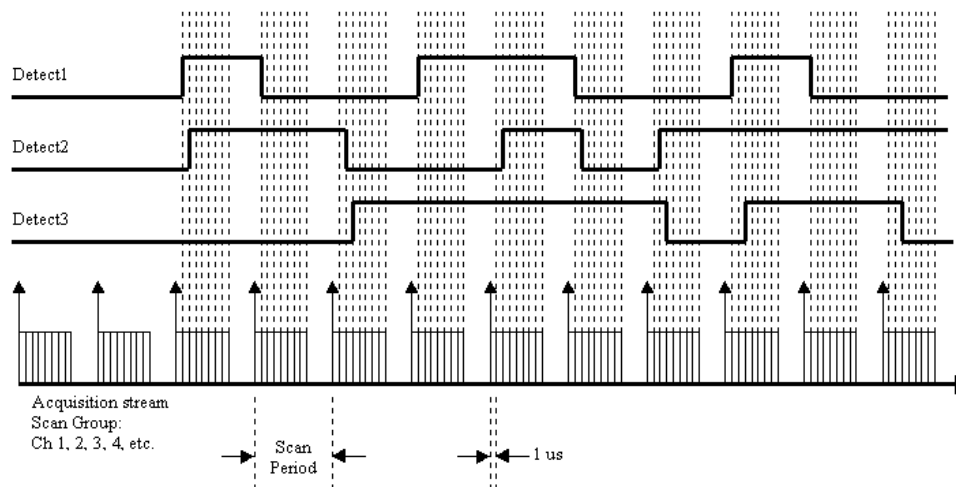 Detect1
Detect2
Detect3
Acquisition stream
Scan Group:
Ch 1, 2, 3, 4, etc.
Scan
Period
1 us